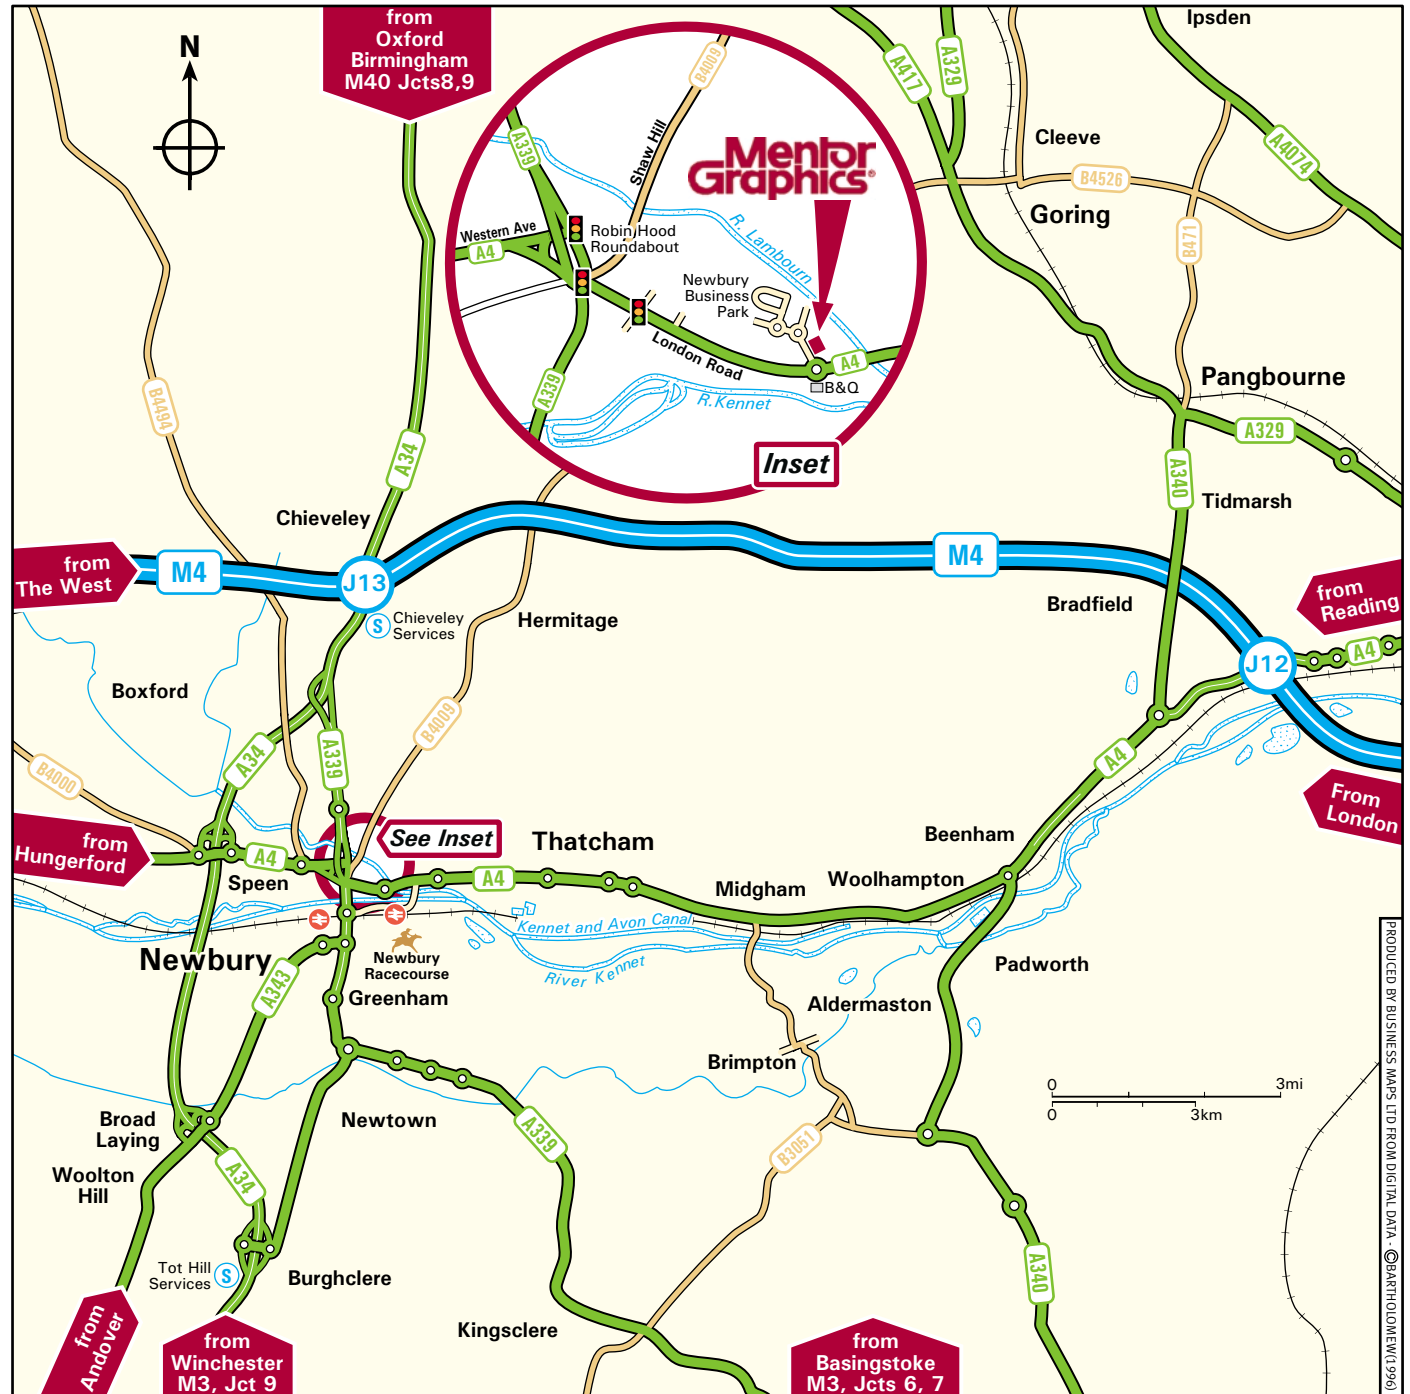 from
Oxford
Birmingham
M40 Jcts8,9
N
Ipsden
A417
A329
B4009
A339
Shaw Hill
Mentor
Graphics®
Cleeve
A4074
B4526
Goring
B471
Western Ave
A4
Robin Hood
Roundabout
R. Lambourn
Newbury
Business
Park
London Road
A4
B&Q
A339
R.Kennet
Inset
Pangbourne
A329
B4494
A34
A340
Tidmarsh
Chieveley
from
The West
M4
J13
M4
S
Chieveley
Services
Hermitage
Bradfield
from
Reading
A4
J12
Boxford
B4009
A34
A339
B4000
A4
From
London
from
Hungerford
A4
Speen
See Inset
Thatcham
A4
Midgham
Woolhampton
Beenham
Kennet and Avon Canal
River Kennet
Newbury
Newbury
Racecourse
A343
Greenham
Padworth
Aldermaston
Brimpton
0
3mi
0
3km
Broad
Laying
Newtown
A339
B3051
Woolton
Hill
A34
Tot Hill
Services
S
Burghclere
A340
Kingsclere
from
Andover
from
Winchester
M3, Jct 9
from
Basingstoke
M3, Jcts 6, 7
PRODUCED BY BUSINESS MAPS LTD FROM DIGITAL DATA - ©BARTHOLOMEW(1996)